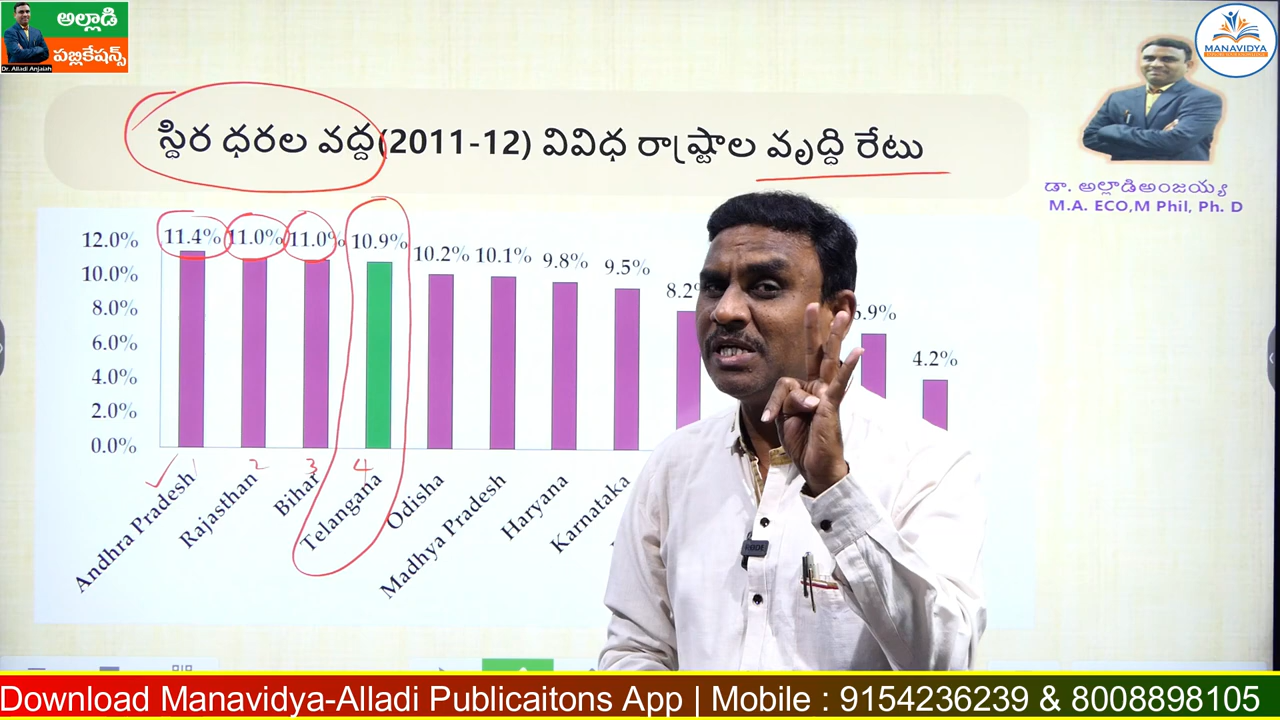 అల్లాడి
పబ్లికేషన్స్
Dr. Alladi Anjaiah
MANAVIDYA
స్థిర ధరల వద్ద(2011-12) వివిధ రాష్ట్రాల వృద్ధి రేటు
డా. అల్లాడి అంజయ్య
M.A. ECO,M Phil, Ph. D
12.0% 11.4% 11.0% 11.0% 10.9% 10.2% 10.1% 9.8% 9.5%
10.0%
8.0% 4.2%
6.0%
4.0%
2.0%
0.0%
1 2 3 4
Andhra Pradesh Rajasthan Bihar Telangana Odisha Madhya Pradesh Haryana Karnataka
Download Manavidya-Alladi Publicaitons App | Mobile : 9154236239 & 8008898105